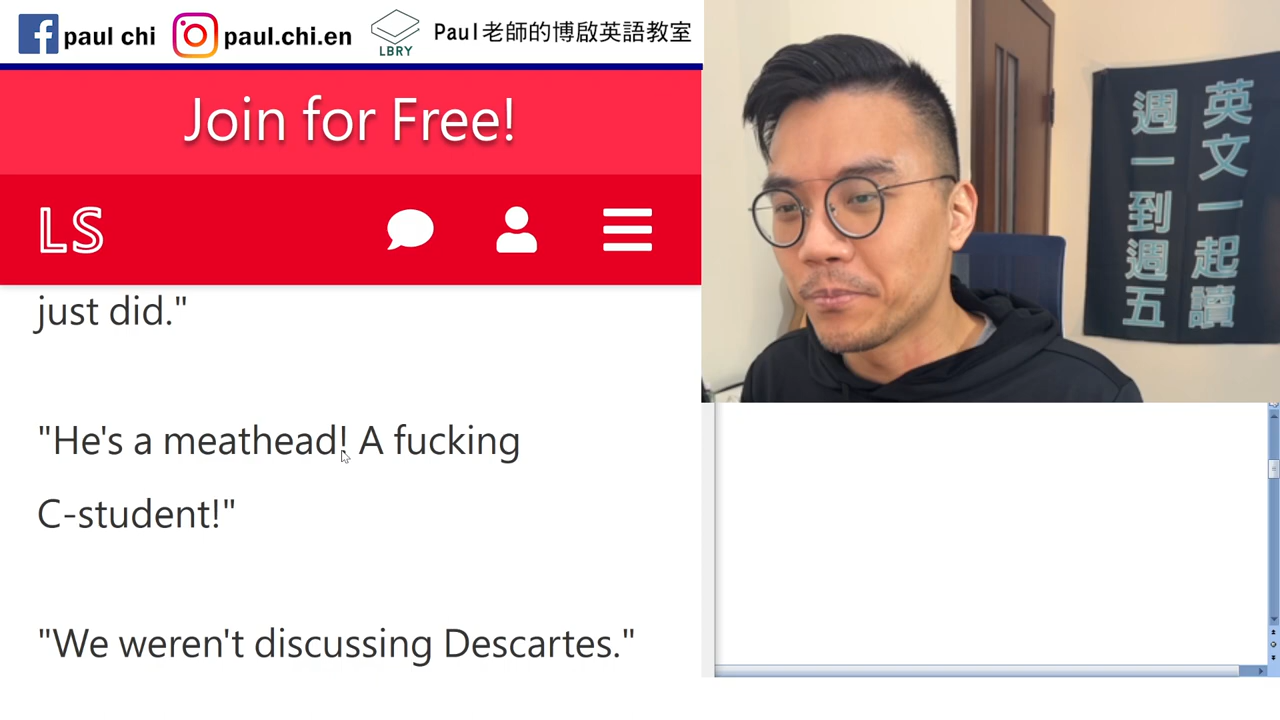 paul chi
paul.chi.en
LBRY
Paul老師的博啟英語教室
Join for Free!
LS
just did."
"He's a meathead! A fucking
C-student!"
"We weren't discussing Descartes."
英文一起讀
週一到週五